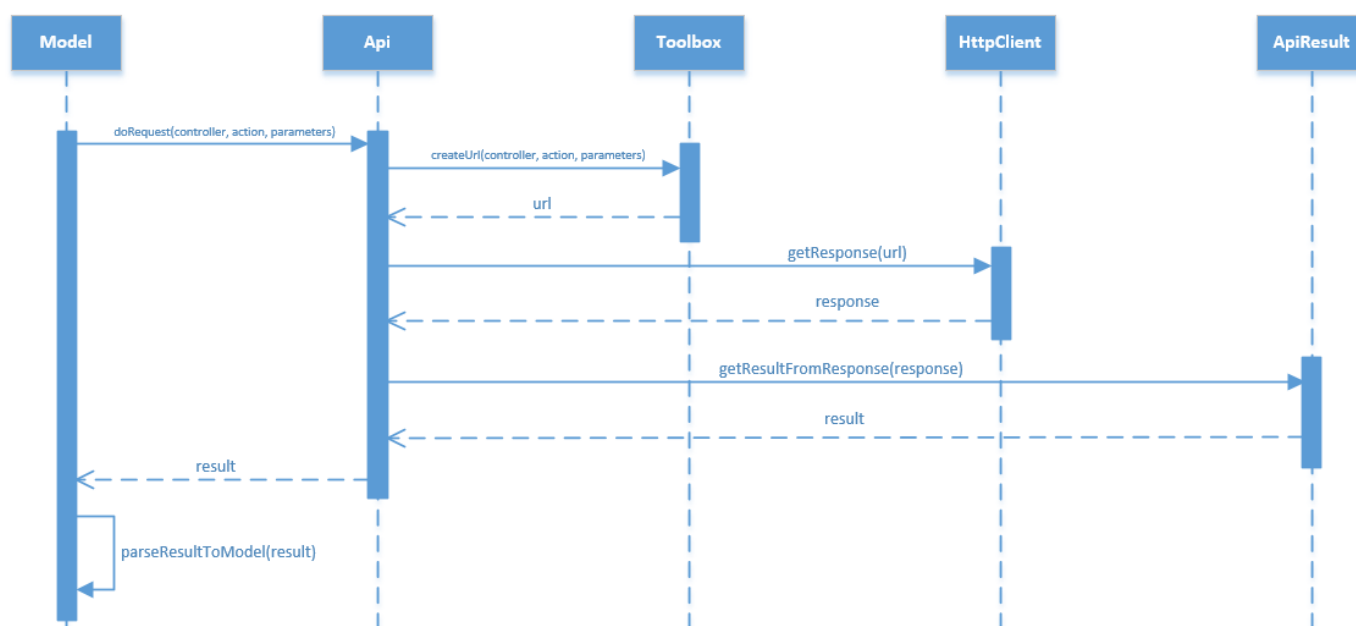 Model
Api
Toolbox
HttpClient
ApiResult
doRequest(controller, action, parameters)
createUrl(controller, action, parameters)
url
getResponse(url)
response
getResultFromResponse(response)
result
result
parseResultToModel(result)